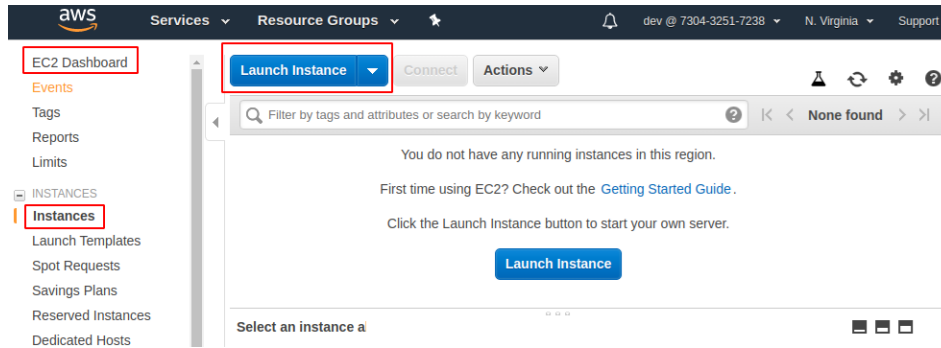 aws Services Resource Groups dev @ 7304-3251-7238 N. Virginia Support
EC2 Dashboard
Events
Tags
Reports
Limits
INSTANCES
Instances
Launch Templates
Spot Requests
Savings Plans
Reserved Instances
Dedicated Hosts
Launch Instance Connect Actions
Filter by tags and attributes or search by keyword None found
You do not have any running instances in this region.
First time using EC2? Check out the Getting Started Guide.
Click the Launch Instance button to start your own server.
Launch Instance
Select an instance a